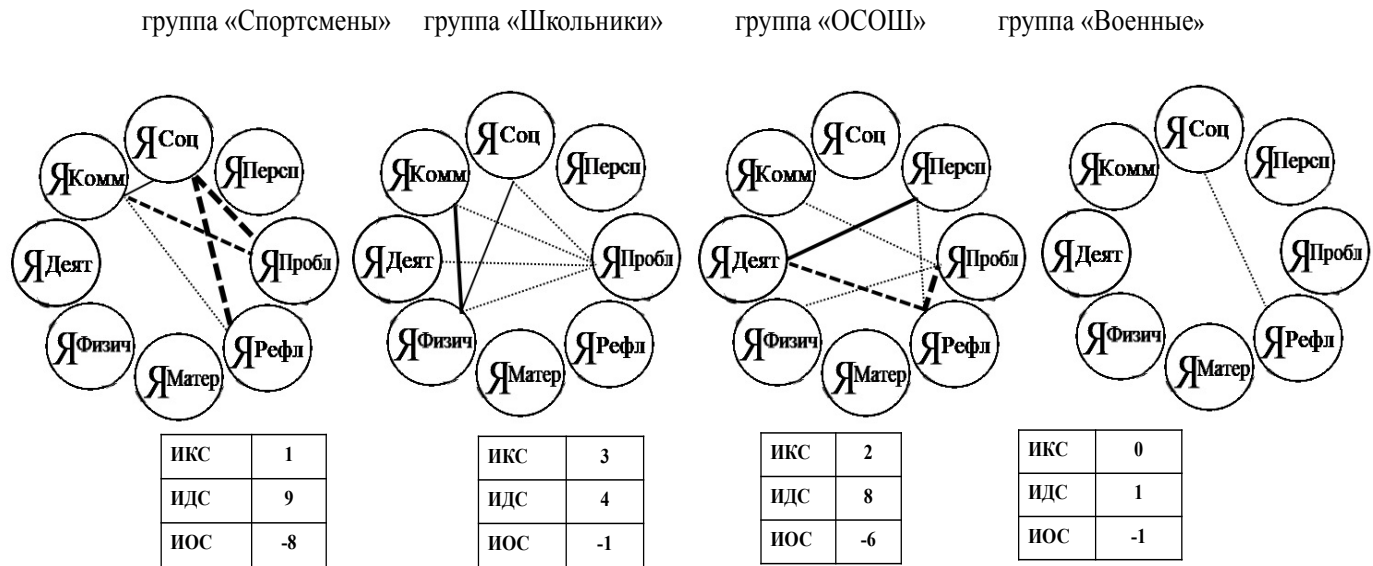 группа «Спортсмены» группа «Школьники» группа «ОСОШ» группа «Военные»
ЯСоц
ЯКомм
ЯПерсп
ЯДеят
ЯПробл
ЯФизич
ЯРефл
ЯМатер
ЯСоц
ЯКомм
ЯПерсп
ЯДеят
ЯПробл
ЯФизич
ЯРефл
ЯМатер
ЯСоц
ЯКомм
ЯПерсп
ЯДеят
ЯПробл
ЯФизич
ЯРефл
ЯМатер
ЯСоц
ЯКомм
ЯПерсп
ЯДеят
ЯПробл
ЯФизич
ЯРефл
ЯМатер
ИКС 1
ИДС 9
ИОС -8
ИКС 3
ИДС 4
ИОС -1
ИКС 2
ИДС 8
ИОС -6
ИКС 0
ИДС 1
ИОС -1